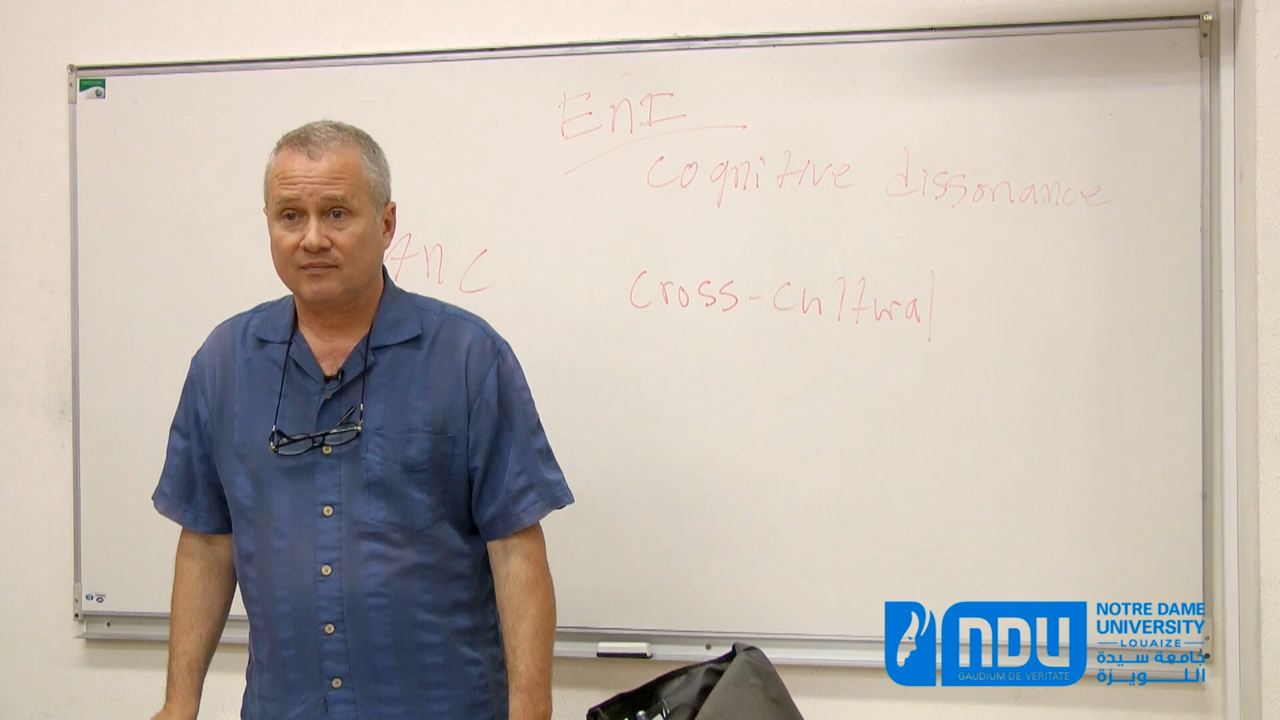 EnI
cognitive dissonance
cross-cultural
NDU
GAUDIUM DE VERITATE
NOTRE DAME
UNIVERSITY
LOUAIZE
جامعة سيدة
اللويزة